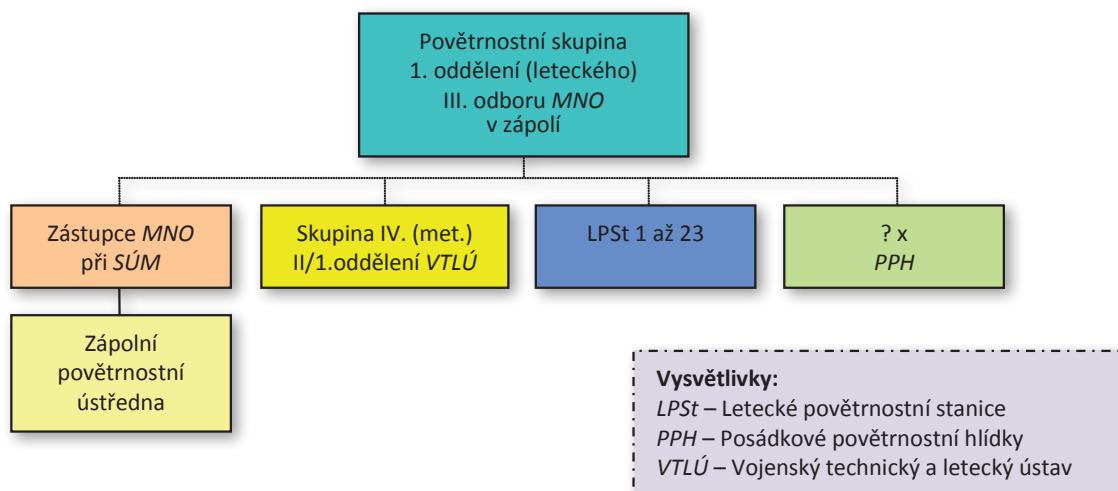 Povětrnostní skupina
1. oddělení (leteckého)
III. odboru MNO
v zápolí
Zástupce MNO
při SÚM
Skupina IV. (met.)
II/1.oddělení VTLÚ
LPSt 1 až 23
? x
PPH
Zápolní
povětrnostní
ústředna
Vysvětlivky:
LPSt – Letecké povětrnostní stanice
PPH – Posádkové povětrnostní hlídky
VTLÚ – Vojenský technický a letecký ústav